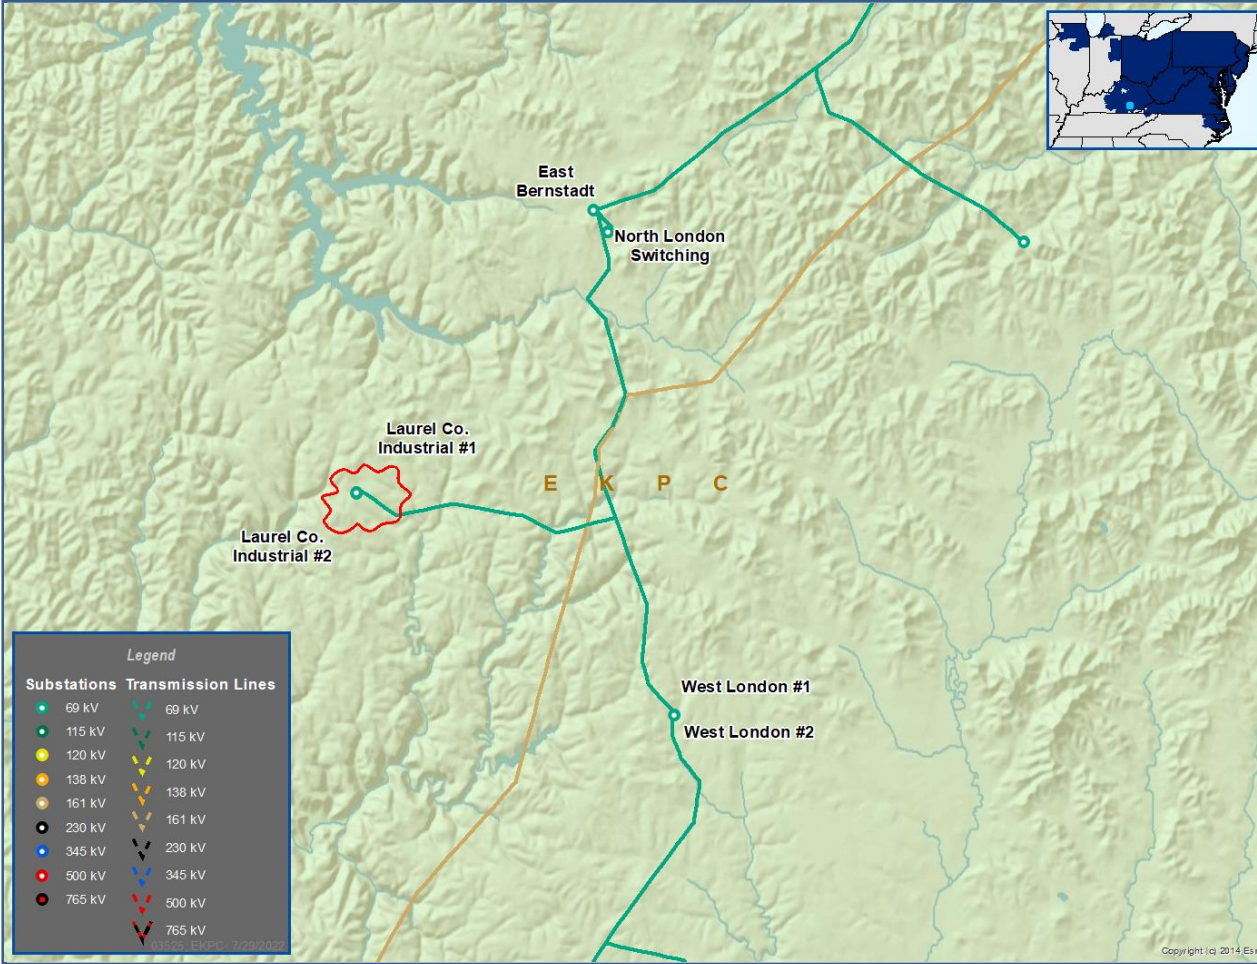 East
Bernstadt
North London
Switching
Laurel Co.
Industrial #1
E K P C
Laurel Co.
Industrial #2
West London #1
West London #2
Legend
Substations Transmission Lines
69 kV 69 kV
115 kV 115 kV
120 kV 120 kV
138 kV 138 kV
161 kV 161 kV
230 kV 230 kV
345 kV 345 kV
500 kV 500 kV
765 kV 765 kV
03525_EKPC_7/29/2022
Copyright (c) 2014